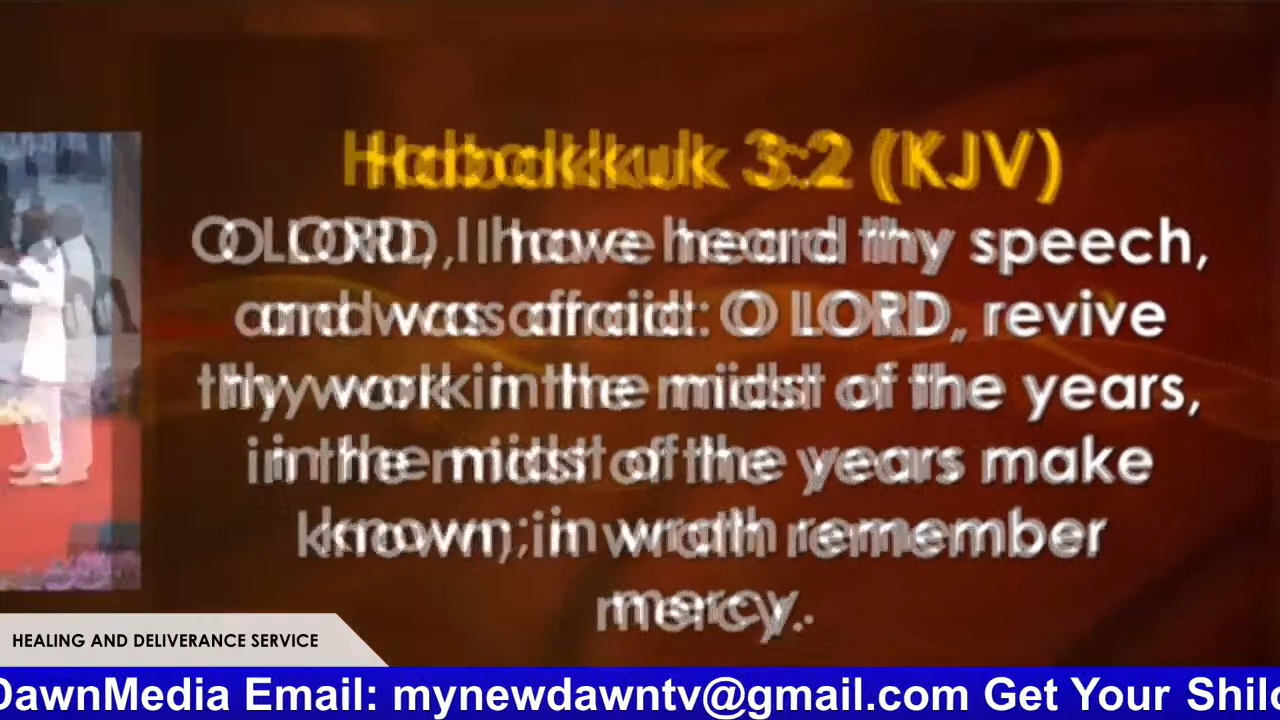 Habakkuk 3:2 (KJV)
O LORD, I have heard thy speech,
and was afraid: O LORD, revive
thy work in the midst of the years,
in the midst of the years make
known; in wrath remember
mercy.
HEALING AND DELIVERANCE SERVICE
DawnMedia Email: mynewdawntv@gmail.com Get Your Shilo